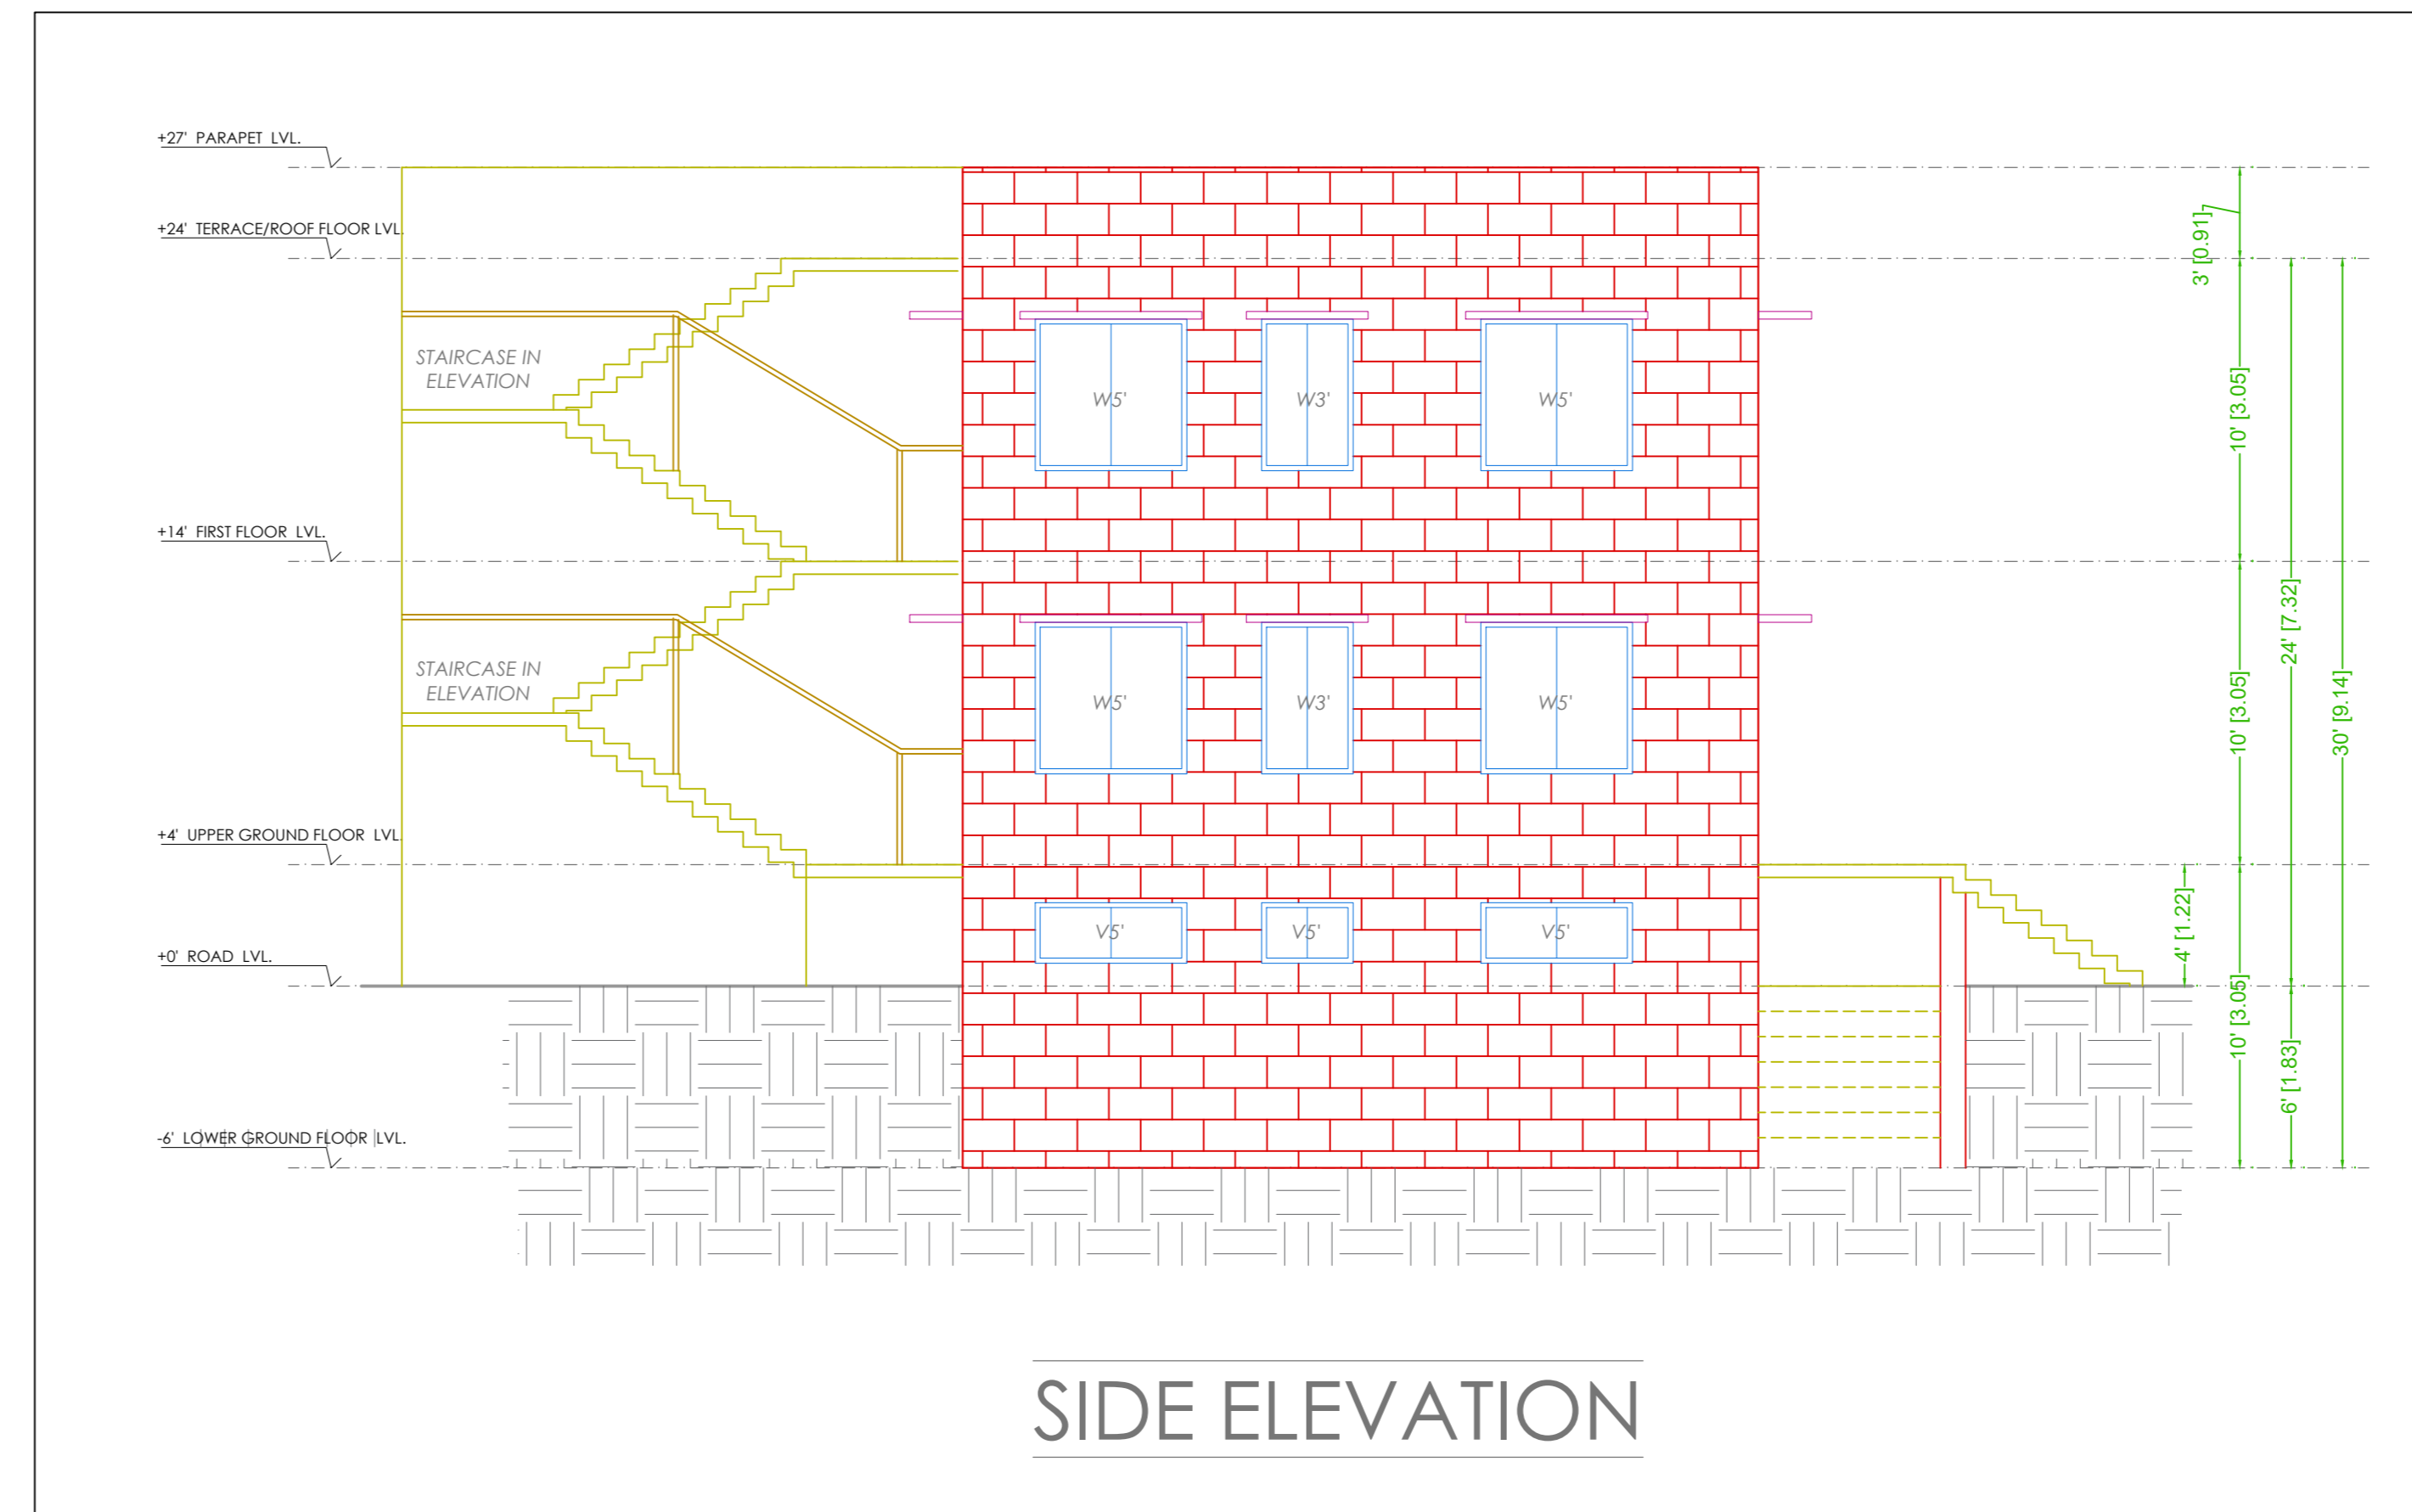 +27' PARAPET LVL.
+24' TERRACE/ROOF FLOOR LVL.
3' [0.91]
STAIRCASE IN
ELEVATION
W5' W3' W5'
10' [3.05]
+14' FIRST FLOOR LVL.
24' [7.32]
STAIRCASE IN
ELEVATION
W5' W3' W5'
10' [3.05]
30' [9.14]
+4' UPPER GROUND FLOOR LVL.
V5' V5' V5'
4' [1.22]
+0' ROAD LVL.
10' [3.05]
6' [1.83]
-6' LOWER GROUND FLOOR LVL.
SIDE ELEVATION